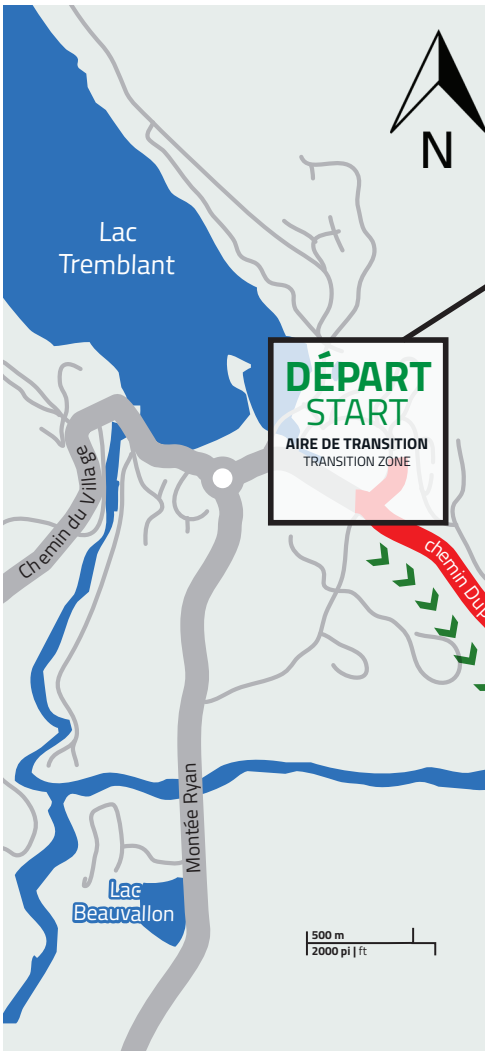 N
Lac
Tremblant
DÉPART
START
AIRE DE TRANSITION
TRANSITION ZONE
Chemin du Village
chemin Dup
Montée Ryan
Lac
Beauvallon
500 m
2000 pi | ft